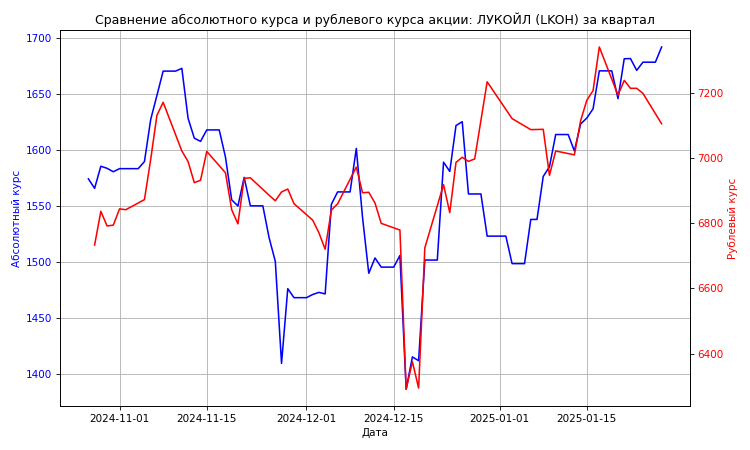 Сравнение абсолютного курса и рублевого курса акции: ЛУКОЙЛ (LKOH) за квартал
1700
1650
1600
1550
1500
1450
1400
Абсолютный курс
7200
7000
6800
6600
6400
Рублевый курс
2024-11-01 2024-11-15 2024-12-01 2024-12-15 2025-01-01 2025-01-15
Дата